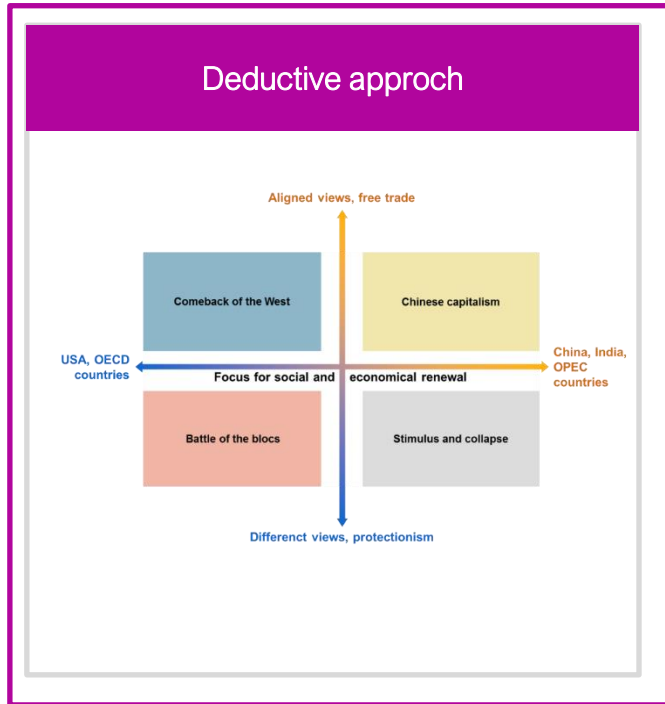 Deductive approch
Aligned views, free trade
Comeback of the West
Chinese capitalism
USA, OECD
countries
Focus for social and economical renewal
China, India,
OPEC
countries
Battle of the blocs
Stimulus and collapse
Differenct views, protectionism